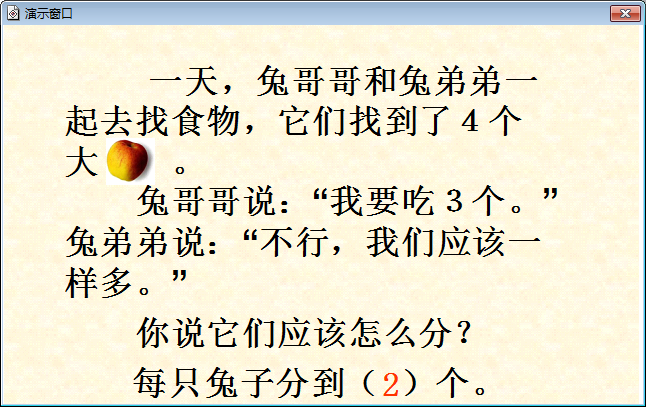 演示窗口
一天，兔哥哥和兔弟弟一
起去找食物，它们找到了4个
大 。
兔哥哥说：“我要吃3个。”
兔弟弟说：“不行，我们应该一
样多。”
你说它们应该怎么分？
每只兔子分到（2）个。